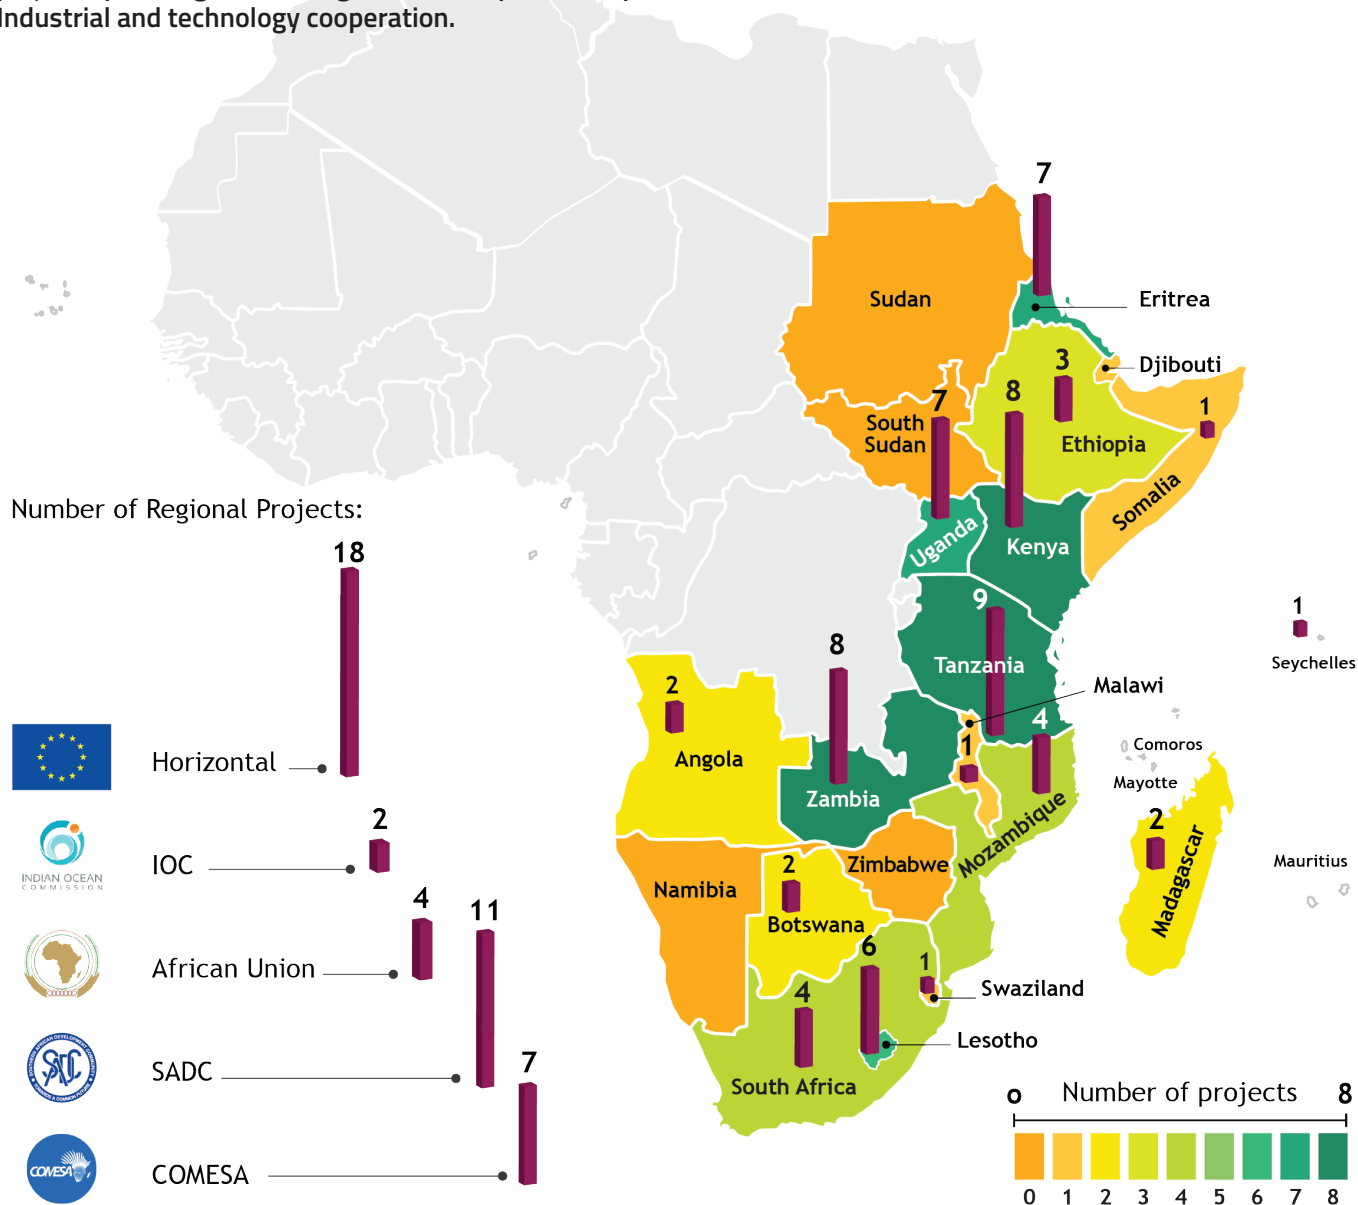 Industrial and technology cooperation.
7
Eritrea
Sudan
Djibouti
3
8
7
1
South
Sudan
Ethiopia
Somalia
Number of Regional Projects:
18
Uganda
Kenya
9
1
Seychelles
8
Tanzania
Malawi
2
4
Angola
1
Comoros
Horizontal
Mayotte
Zambia
Mozambique
2
Madagascar
IOC
INDIAN OCEAN
COMMISSION
Zimbabwe
Mauritius
Namibia
2
Botswana
4
11
6
African Union
1
Swaziland
4
Lesotho
SADC
SADC
South Africa
7
o Number of projects 8
COMESA
COMESA
0 1 2 3 4 5 6 7 8